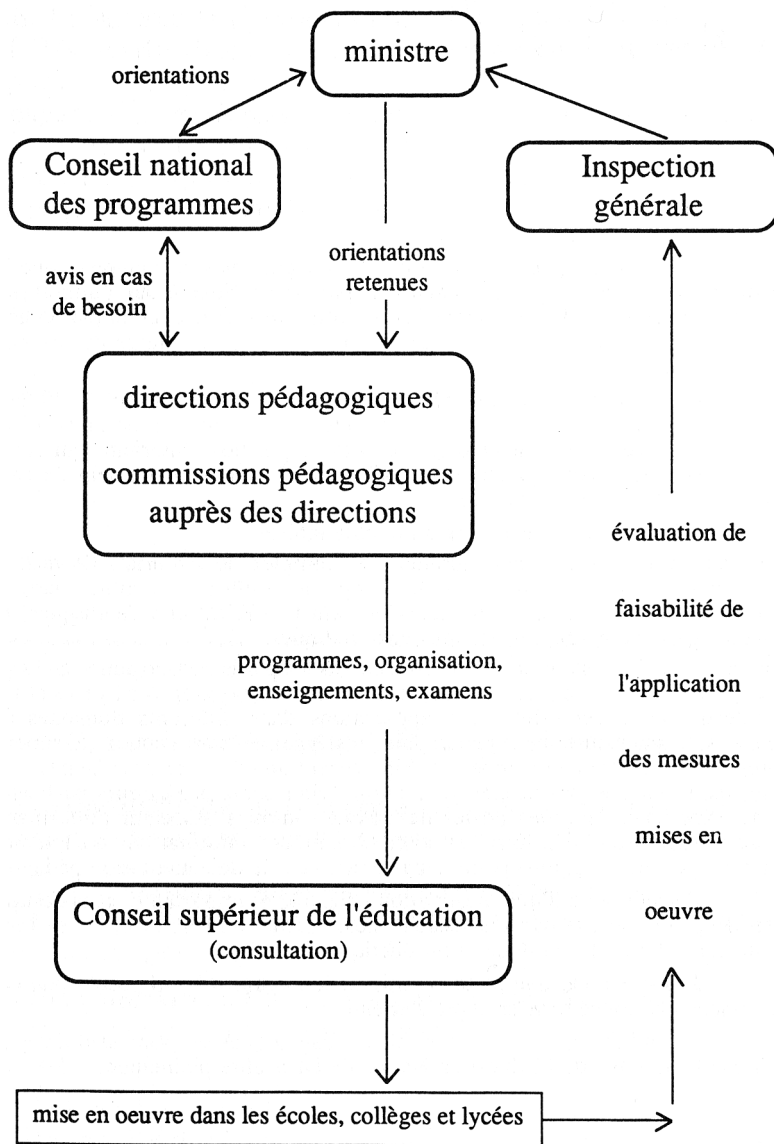 ministre
orientations
Conseil national
des programmes
Inspection
générale
avis en cas
de besoin
orientations
retenues
directions pédagogiques
commissions pédagogiques
auprès des directions
évaluation de
faisabilité de
l'application
des mesures
mises en
oeuvre
programmes, organisation,
enseignements, examens
Conseil supérieur de l'éducation
(consultation)
mise en oeuvre dans les écoles, collèges et lycées